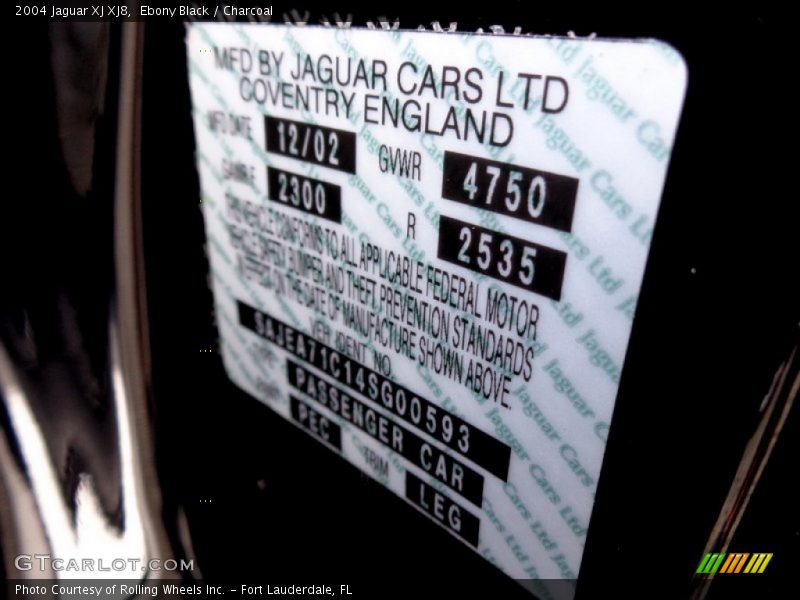 2004 Jaguar XJ XJ8, Ebony Black / Charcoal
MFD BY JAGUAR CARS LTD
COVENTRY ENGLAND
MFD DATE 12/02 GVWR 4750
2300 R 2535
THIS VEHICLE CONFORMS TO ALL APPLICABLE FEDERAL MOTOR
VEHICLE SAFETY BUMPER AND THEFT PREVENTION STANDARDS
IN EFFECT ON THE DATE OF MANUFACTURE SHOWN ABOVE.
VEH. IDENT. NO.
SAJEA71C14SG00593
TYPE PASSENGER CAR
PAINT PEC TRIM LEG
GTcarlot.com
Photo Courtesy of Rolling Wheels Inc. - Fort Lauderdale, FL